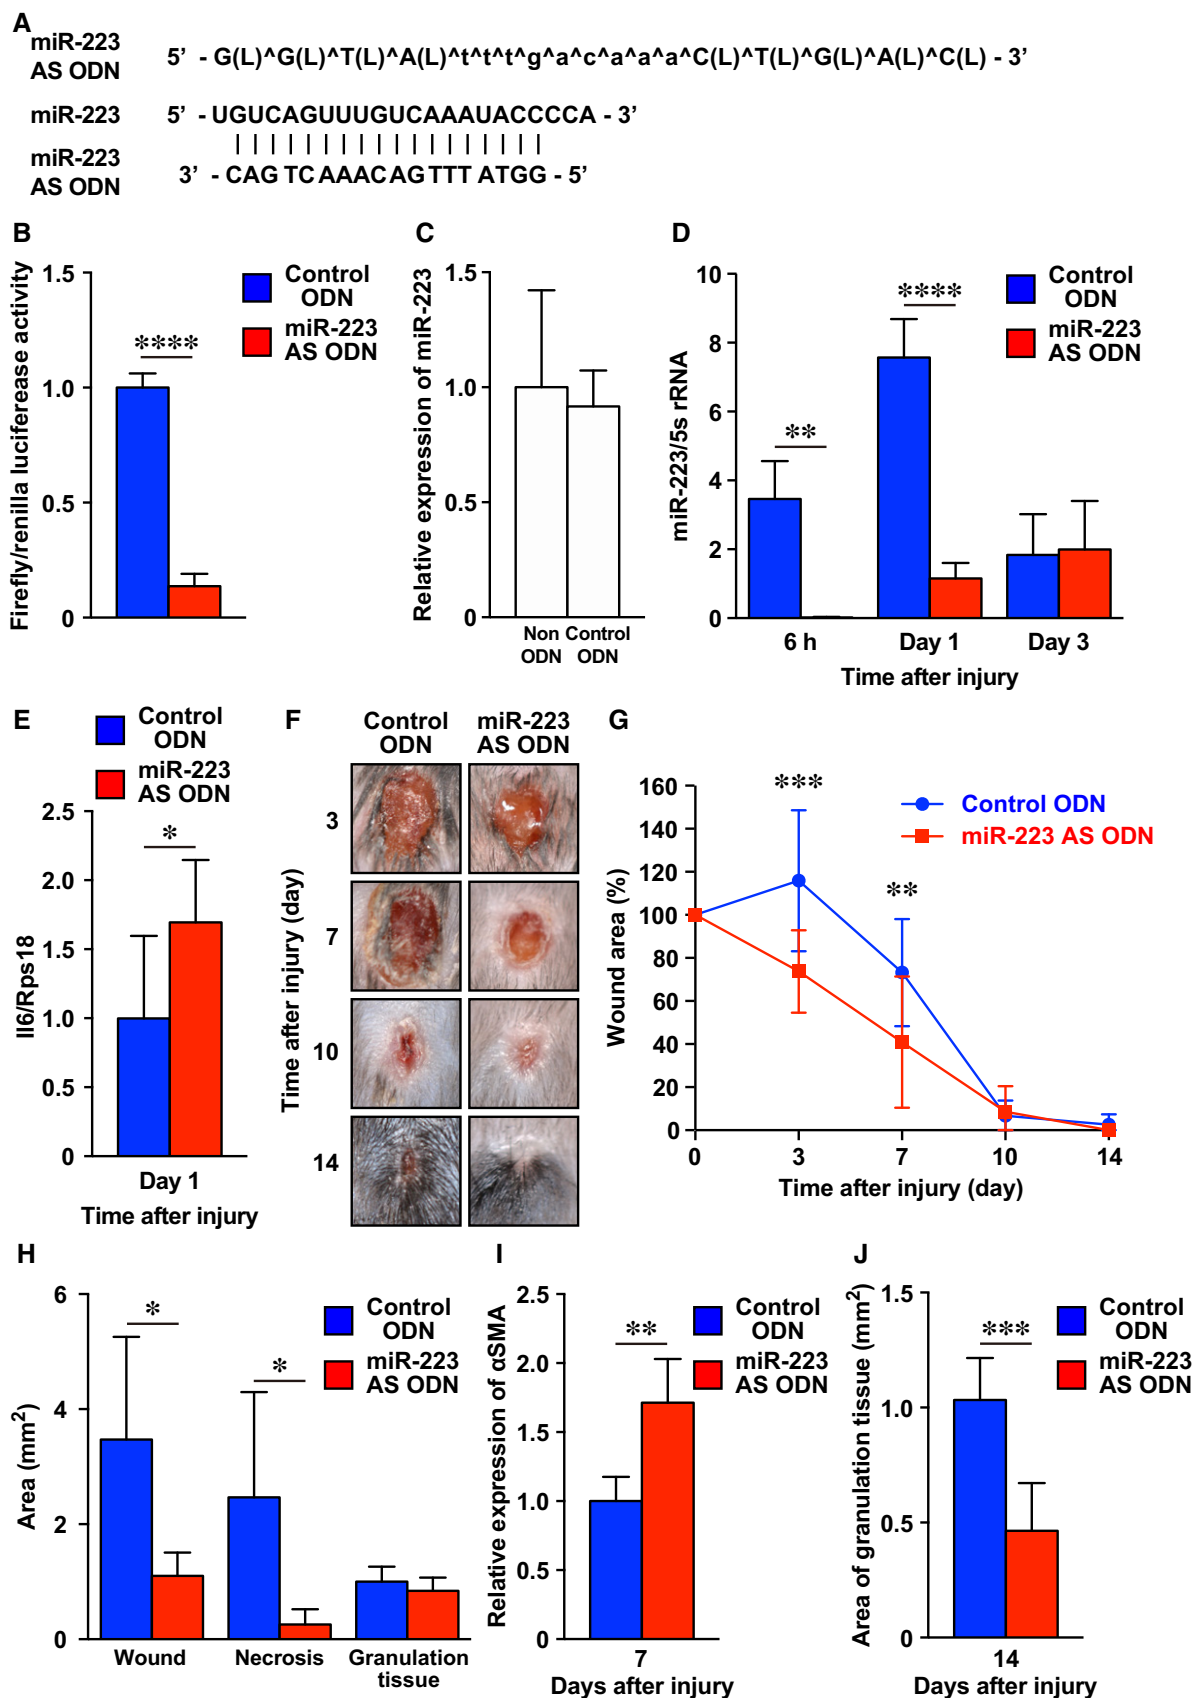 A
miR-223
AS ODN
5’ - G(L)^G(L)^T(L)^A(L)^t^t^t^g^a^c^a^a^a^C(L)^T(L)^G(L)^A(L)^C(L) - 3’
miR-223
5’ - UGUCAGUUUGUCAAAUACCCCA - 3’
miR-223
AS ODN
3’ - CAGTCAAACAGTTTATGG - 5’
B
Firefly/renilla luciferease activity
1.5
1.0
0.5
0
****
Control
ODN
miR-223
AS ODN
C
Relative expression of miR-223
1.5
1.0
0.5
0
Non
ODN
Control
ODN
D
miR-223/5s rRNA
10
8
6
4
2
0
**
****
Control
ODN
miR-223
AS ODN
6 h
Day 1
Day 3
Time after injury
E
Control
ODN
miR-223
AS ODN
Il6/Rps18
2.5
2.0
1.5
1.0
0.5
0
*
Day 1
Time after injury
F
Control
ODN
miR-223
AS ODN
Time after injury (day)
3
7
10
14
G
Wound area (%)
160
140
120
100
80
60
40
20
0
***
**
Control ODN
miR-223 AS ODN
0
3
7
10
14
Time after injury (day)
H
Area (mm2)
6
4
2
0
*
*
Control
ODN
miR-223
AS ODN
Wound
Necrosis
Granulation
tissue
I
Relative expression of αSMA
2.5
2.0
1.5
1.0
0.5
0
**
Control
ODN
miR-223
AS ODN
7
Days after injury
J
Area of granulation tissue (mm2)
1.5
1.0
0.5
0
***
Control
ODN
miR-223
AS ODN
14
Days after injury